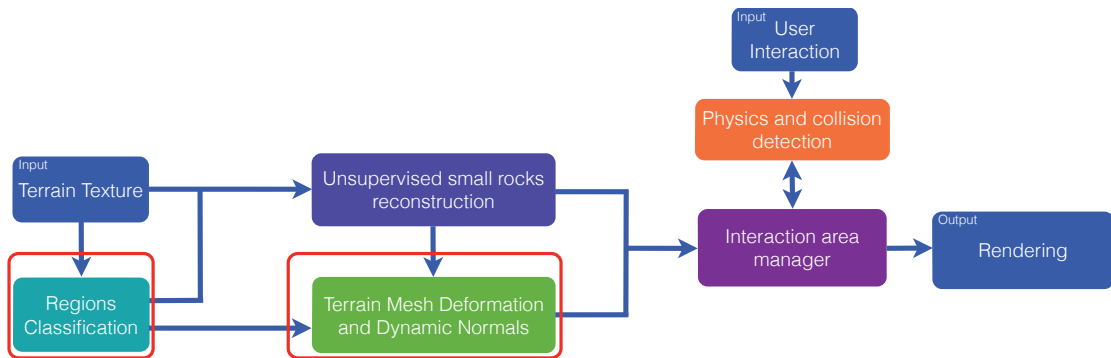 Input
User
Interaction
Physics and collision
detection
Input
Terrain Texture
Unsupervised small rocks
reconstruction
Interaction area
manager
Output
Rendering
Regions
Classification
Terrain Mesh Deformation
and Dynamic Normals